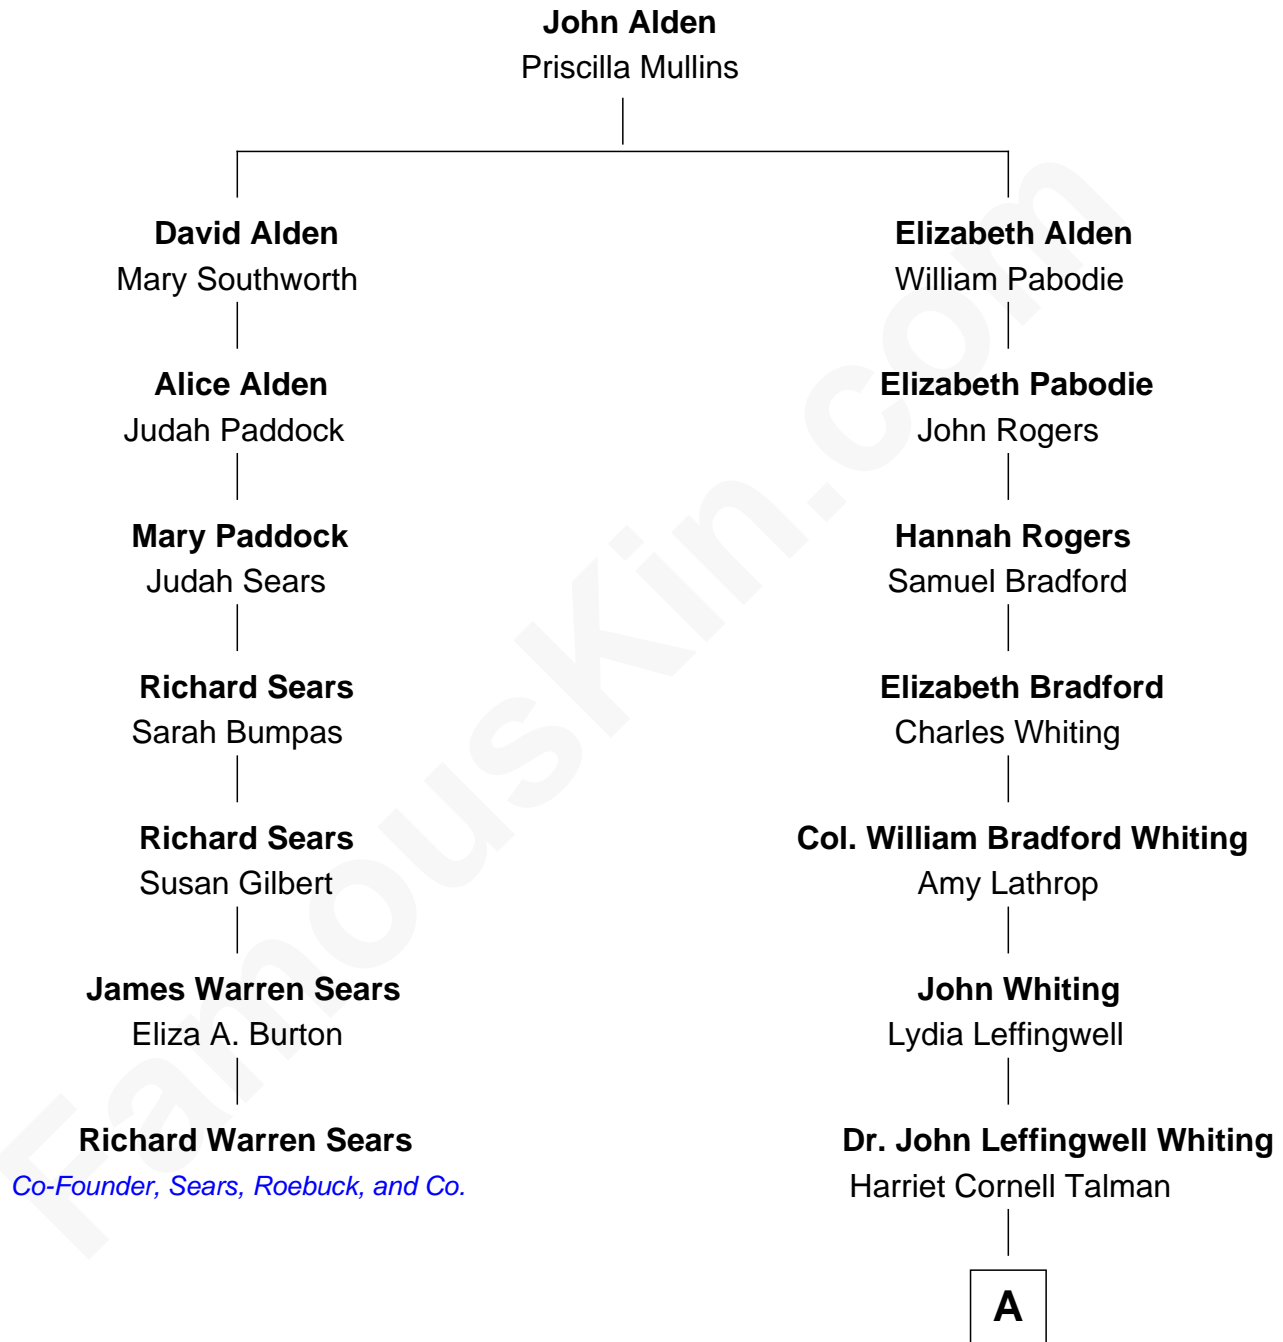 John Alden
Priscilla Mullins
David Alden
Mary Southworth
Elizabeth Alden
William Pabodie
Alice Alden
Judah Paddock
Elizabeth Pabodie
John Rogers
Mary Paddock
Judah Sears
Hannah Rogers
Samuel Bradford
Richard Sears
Sarah Bumpas
Elizabeth Bradford
Charles Whiting
Richard Sears
Susan Gilbert
Col. William Bradford Whiting
Amy Lathrop
James Warren Sears
Eliza A. Burton
John Whiting
Lydia Leffingwell
Richard Warren Sears
Co-Founder, Sears, Roebuck, and Co.
Dr. John Leffingwell Whiting
Harriet Cornell Talman
A
FamousKin.com